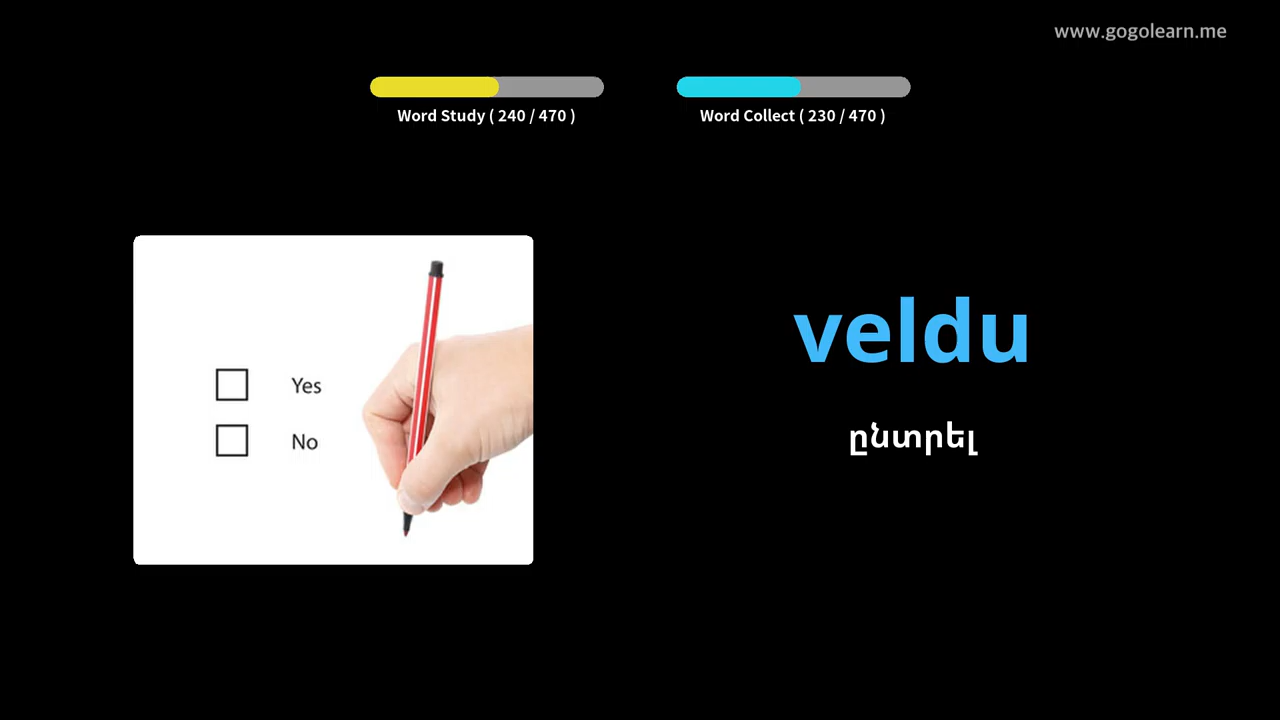 www.gogolearn.me
Word Study ( 240 / 470 )
Word Collect ( 230 / 470 )
Yes
No
veldu
ընտրել